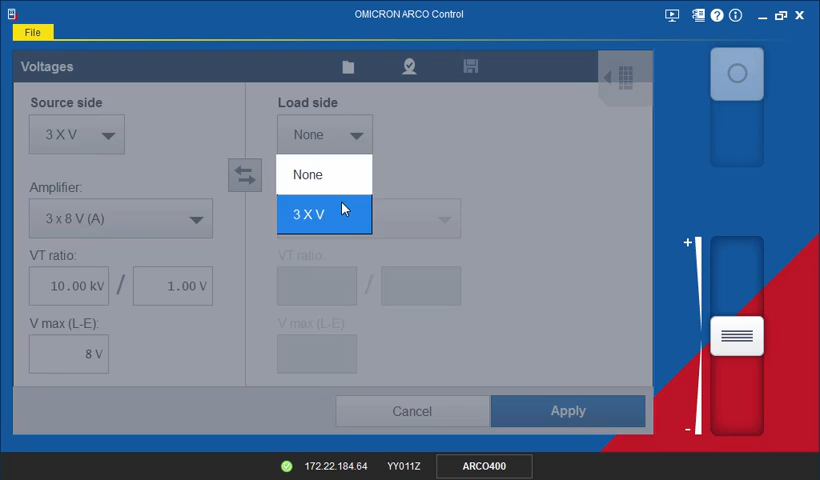 OMICRON ARCO Control
File
Voltages
Source side
Load side
3 X V
None
None
3 X V
Amplifier:
3 x 8 V (A)
VT ratio:
VT ratio:
10.00 kV / 1.00 V
/
V max (L-E):
V max (L-E):
8 V
Cancel
Apply
+
-
172.22.184.64
YY011Z
ARCO400